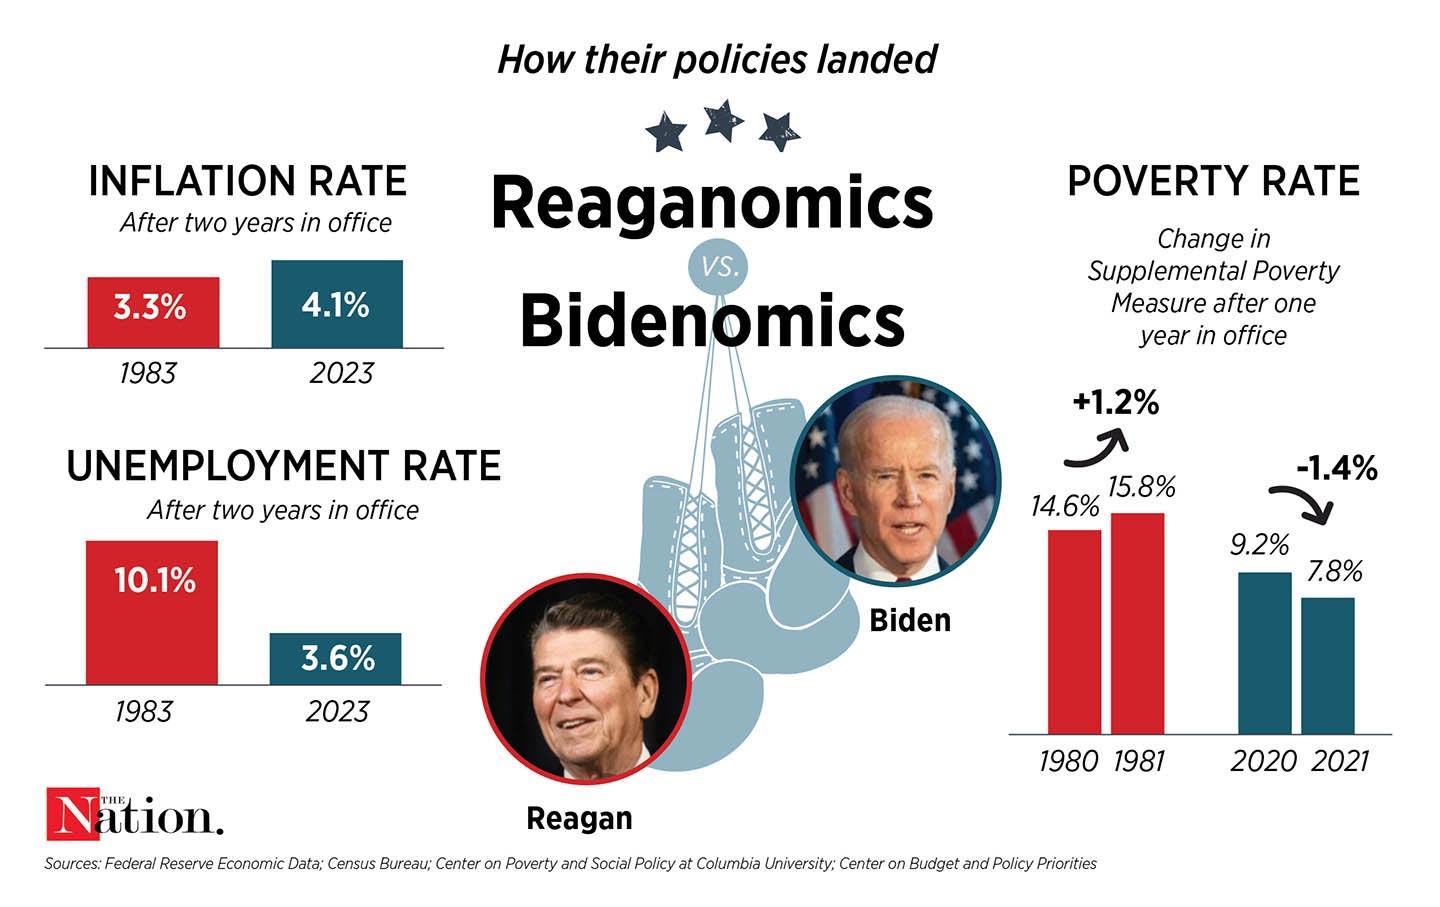 How their policies landed
Reaganomics
VS.
Bidenomics
INFLATION RATE
After two years in office
3.3%
4.1%
1983
2023
UNEMPLOYMENT RATE
After two years in office
10.1%
3.6%
1983
2023
Reagan
Biden
POVERTY RATE
Change in
Supplemental Poverty
Measure after one
year in office
+1.2%
14.6%
15.8%
-1.4%
9.2%
7.8%
1980
1981
2020
2021
THE
Nation.
Sources: Federal Reserve Economic Data; Census Bureau; Center on Poverty and Social Policy at Columbia University; Center on Budget and Policy Priorities